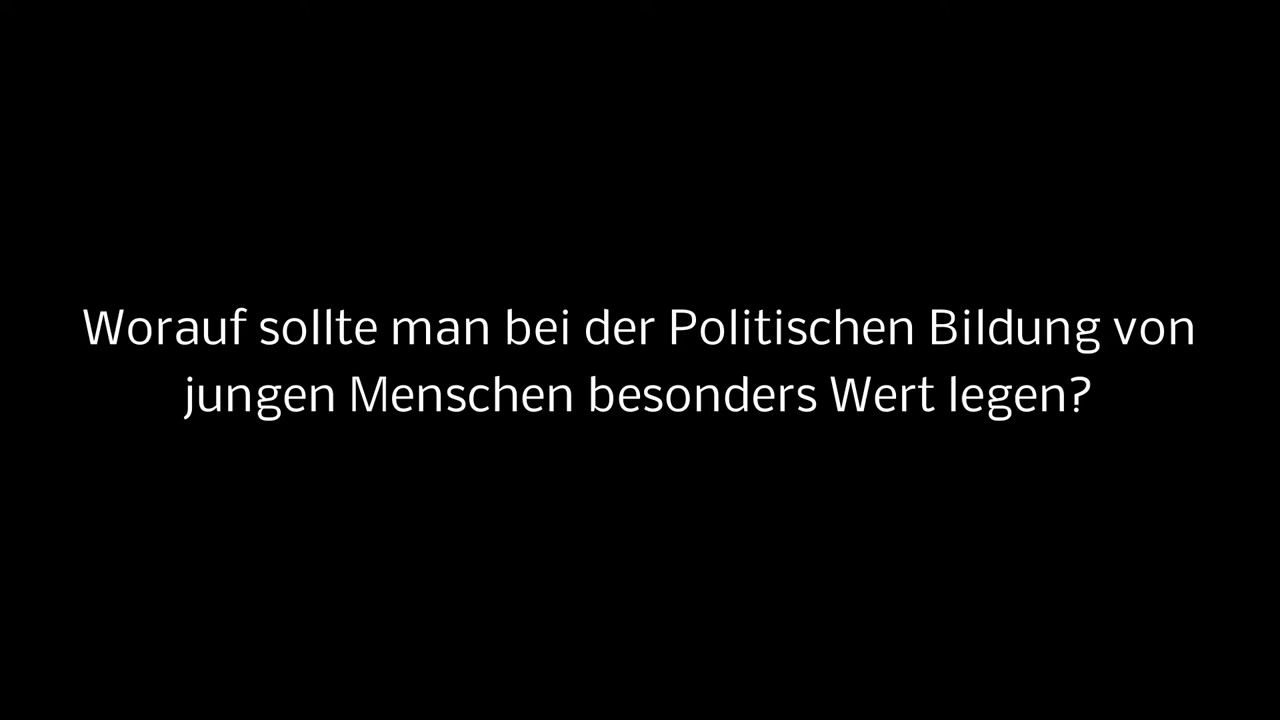 Worauf sollte man bei der Politischen Bildung von
jungen Menschen besonders Wert legen?